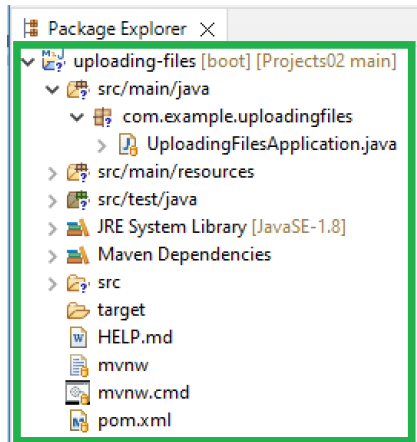 Package Explorer
uploading-files [boot] [Projects02 main]
src/main/java
com.example.uploadingfiles
UploadingFilesApplication.java
src/main/resources
src/test/java
JRE System Library [JavaSE-1.8]
Maven Dependencies
src
target
HELP.md
mvnw
mvnw.cmd
pom.xml